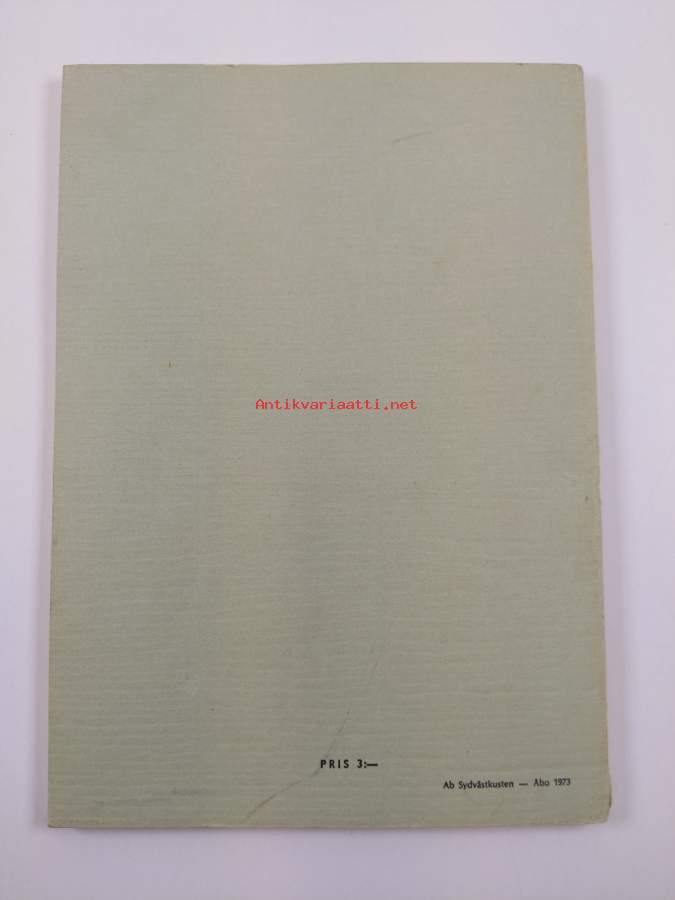 Antikvariaatti.net
PRIS 3:—
Ab Sydvästkusten — Åbo 1973